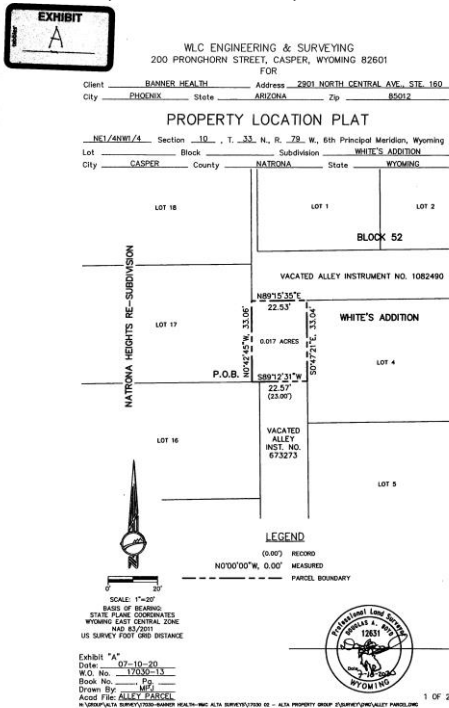 EXHIBIT
A
WLC ENGINEERING & SURVEYING
200 PRONGHORN STREET, CASPER, WYOMING 82601
FOR
Client BANNER HEALTH Address 2901 NORTH CENTRAL AVE., STE. 160
City PHOENIX State ARIZONA Zip 85012
PROPERTY LOCATION PLAT
NE1/4NW1/4 Section 10 , T. 33 N., R. 79 W., 6th Principal Meridian, Wyoming
Lot Block Subdivision WHITE'S ADDITION
City CASPER County NATRONA State WYOMING
LOT 18
LOT 1
LOT 2
BLOCK 52
NATRONA HEIGHTS RE-SUBDIVISION
VACATED ALLEY INSTRUMENT NO. 1082490
N89°15'35"E
22.53'
WHITE'S ADDITION
LOT 17
N0°42'45"W, 33.06'
0.017 ACRES
S0°47'21"E, 33.04'
LOT 4
P.O.B.
S89°12'31"W
22.57'
(23.00')
VACATED
ALLEY
INST. NO.
673273
LOT 16
LOT 5
LEGEND
(0.00') RECORD
N0°00'00"W, 0.00' MEASURED
PARCEL BOUNDARY
0' 20'
SCALE: 1"=20'
BASIS OF BEARING:
STATE PLANE COORDINATES
WYOMING EAST CENTRAL ZONE
NAD 83/2011
US SURVEY FOOT GRID DISTANCE
Professional Land Surveyor
DOUGLAS A. BOYD
12631
WYOMING
Exhibit "A"
Date: 07-10-20
W.O. No. 17030-13
Book No. Pg.
Drawn By: MPJ
Acad File: ALLEY PARCEL
1 OF 2